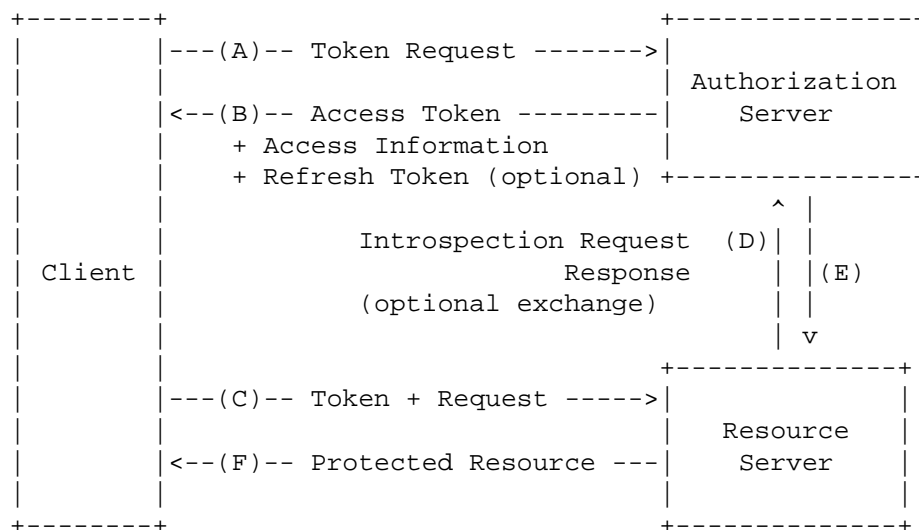 +--------+                               +---------------
|        |---(A)-- Token Request ------->|
|        |                               | Authorization
|        |<--(B)-- Access Token ---------|    Server
|        |    + Access Information       |
|        |    + Refresh Token (optional) +---------------
|        |                                      ^ |
|        |            Introspection Request  (D)| |
| Client |                         Response     | |(E)
|        |            (optional exchange)       | |
|        |                                      | v
|        |                               +--------------+
|        |---(C)-- Token + Request ----->|              |
|        |                               |   Resource   |
|        |<--(F)-- Protected Resource ---|    Server    |
|        |                               |              |
+--------+                               +--------------+